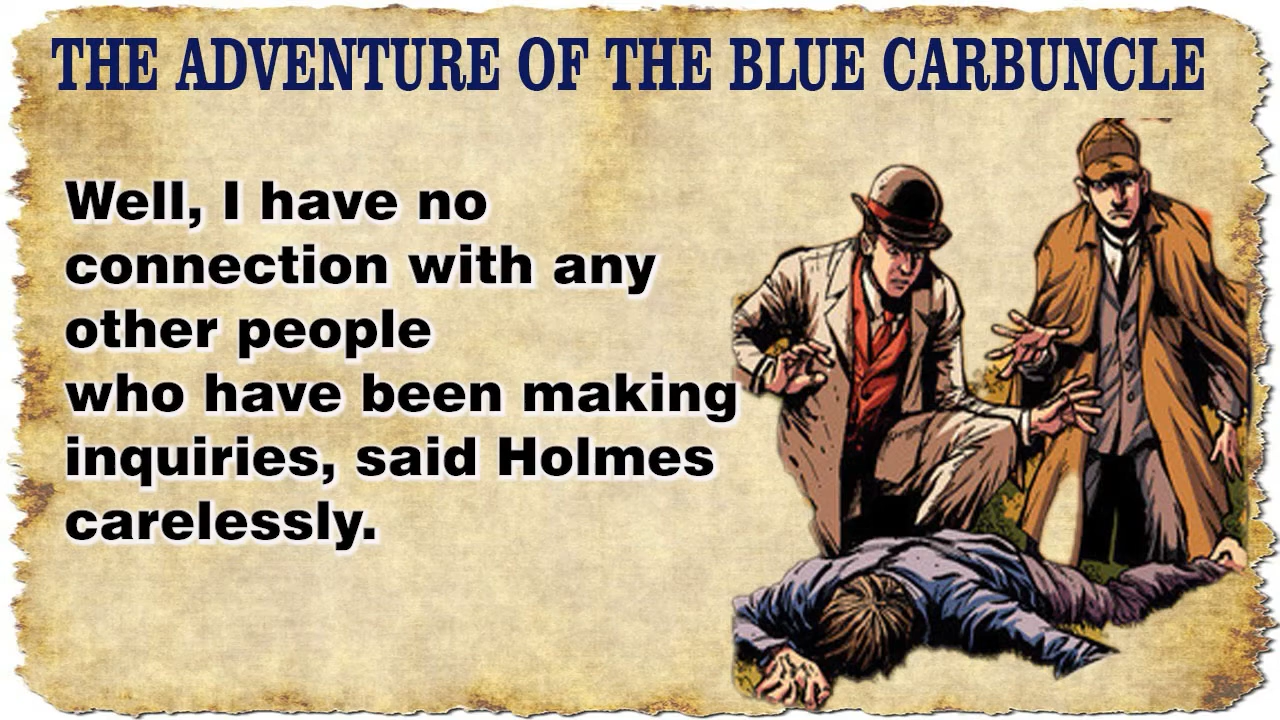 THE ADVENTURE OF THE BLUE CARBUNCLE
Well, I have no
connection with any
other people
who have been making
inquiries, said Holmes
carelessly.